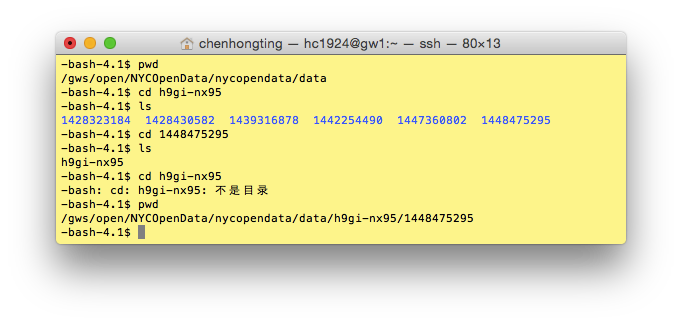 chenhongting — hc1924@gw1:~ — ssh — 80×13
-bash-4.1$ pwd
/gws/open/NYCOpenData/nycopendata/data
-bash-4.1$ cd h9gi-nx95
-bash-4.1$ ls
1428323184  1428430582  1439316878  1442254490  1447360802  1448475295
-bash-4.1$ cd 1448475295
-bash-4.1$ ls
h9gi-nx95
-bash-4.1$ cd h9gi-nx95
-bash: cd: h9gi-nx95: 不是目录
-bash-4.1$ pwd
/gws/open/NYCOpenData/nycopendata/data/h9gi-nx95/1448475295
-bash-4.1$